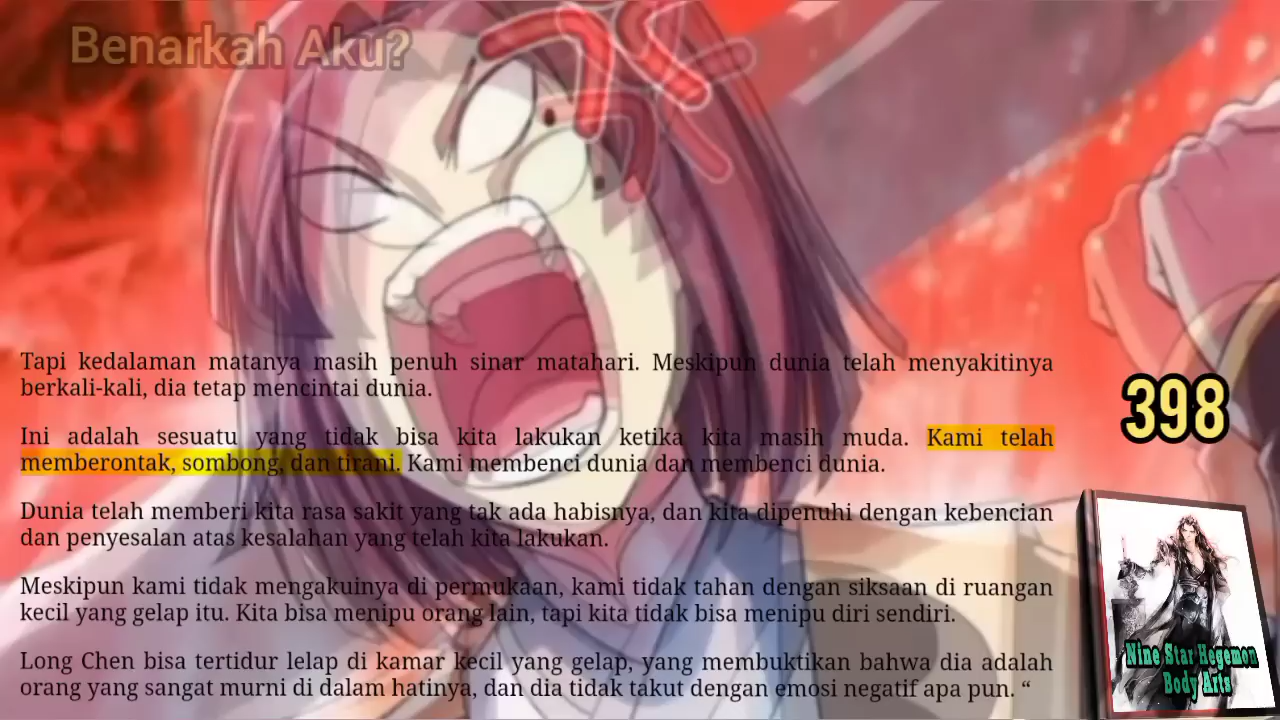 Benarkah Aku?
Tapi kedalaman matanya masih penuh sinar matahari. Meskipun dunia telah menyakitinya
berkali-kali, dia tetap mencintai dunia.
Ini adalah sesuatu yang tidak bisa kita lakukan ketika kita masih muda. Kami telah
memberontak, sombong, dan tirani. Kami membenci dunia dan membenci dunia.
Dunia telah memberi kita rasa sakit yang tak ada habisnya, dan kita dipenuhi dengan kebencian
dan penyesalan atas kesalahan yang telah kita lakukan.
Meskipun kami tidak mengakuinya di permukaan, kami tidak tahan dengan siksaan di ruangan
kecil yang gelap itu. Kita bisa menipu orang lain, tapi kita tidak bisa menipu diri sendiri.
Long Chen bisa tertidur lelap di kamar kecil yang gelap, yang membuktikan bahwa dia adalah
orang yang sangat murni di dalam hatinya, dan dia tidak takut dengan emosi negatif apa pun. “
398
Nine Star Hegemon
Body Arts